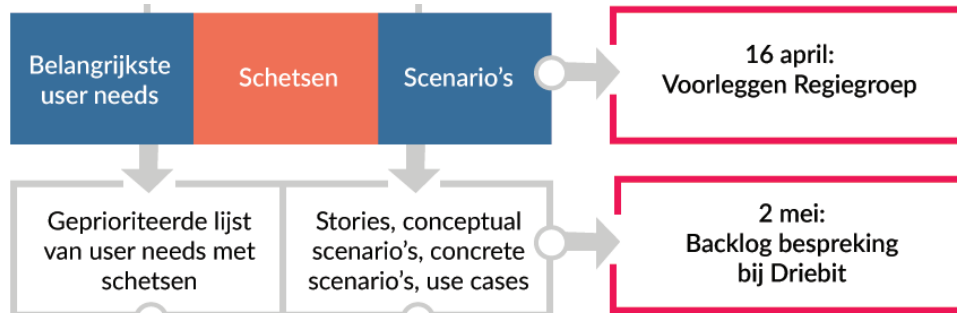 Belangrijkste
user needs
Schetsen
Scenario's
16 april:
Voorleggen Regiegroep
Geprioriteerde lijst
van user needs met
schetsen
Stories, conceptual
scenario's, concrete
scenario's, use cases
2 mei:
Backlog bespreking
bij Driebit